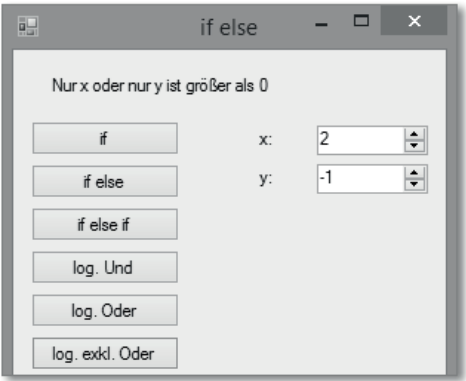 if else
Nur x oder nur y ist größer als 0
if
x:
2
if else
y:
-1
if else if
log. Und
log. Oder
log. exkl. Oder